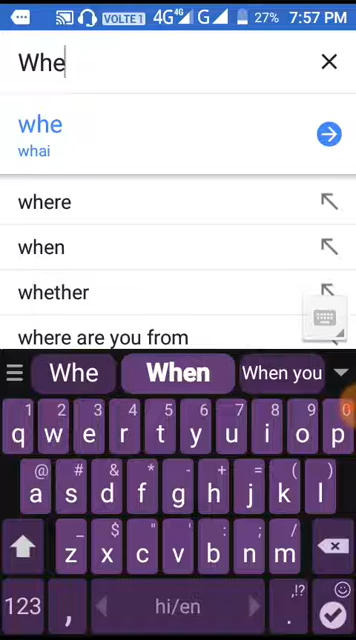 VOLTE 1 4G 4G G 27% 7:57 PM
Whe
whe
whai
where
when
whether
where are you from
Whe When When you
1 2 3 4 5 6 7 8 9 0
q w e r t y u i o p
@ # & * - + = ( )
a s d f g h j k l
_ $ " ' : ; /
z x c v b n m
123 , hi/en . ,!?